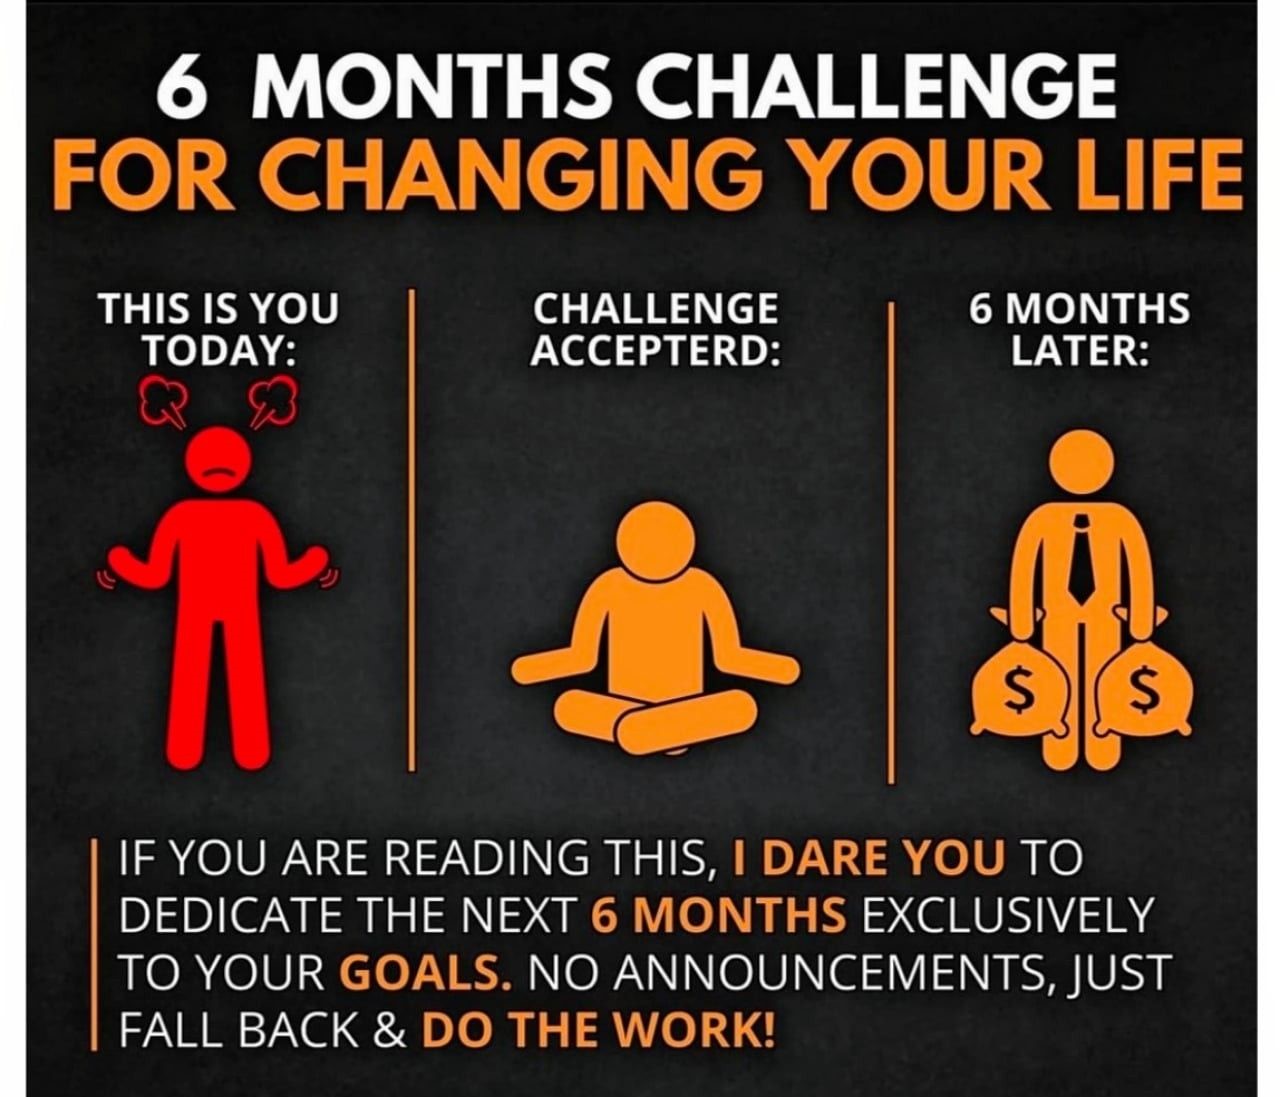 6 MONTHS CHALLENGE
FOR CHANGING YOUR LIFE
THIS IS YOU
TODAY:
CHALLENGE
ACCEPTERD:
6 MONTHS
LATER:
$ $
IF YOU ARE READING THIS, I DARE YOU TO
DEDICATE THE NEXT 6 MONTHS EXCLUSIVELY
TO YOUR GOALS. NO ANNOUNCEMENTS, JUST
FALL BACK & DO THE WORK!